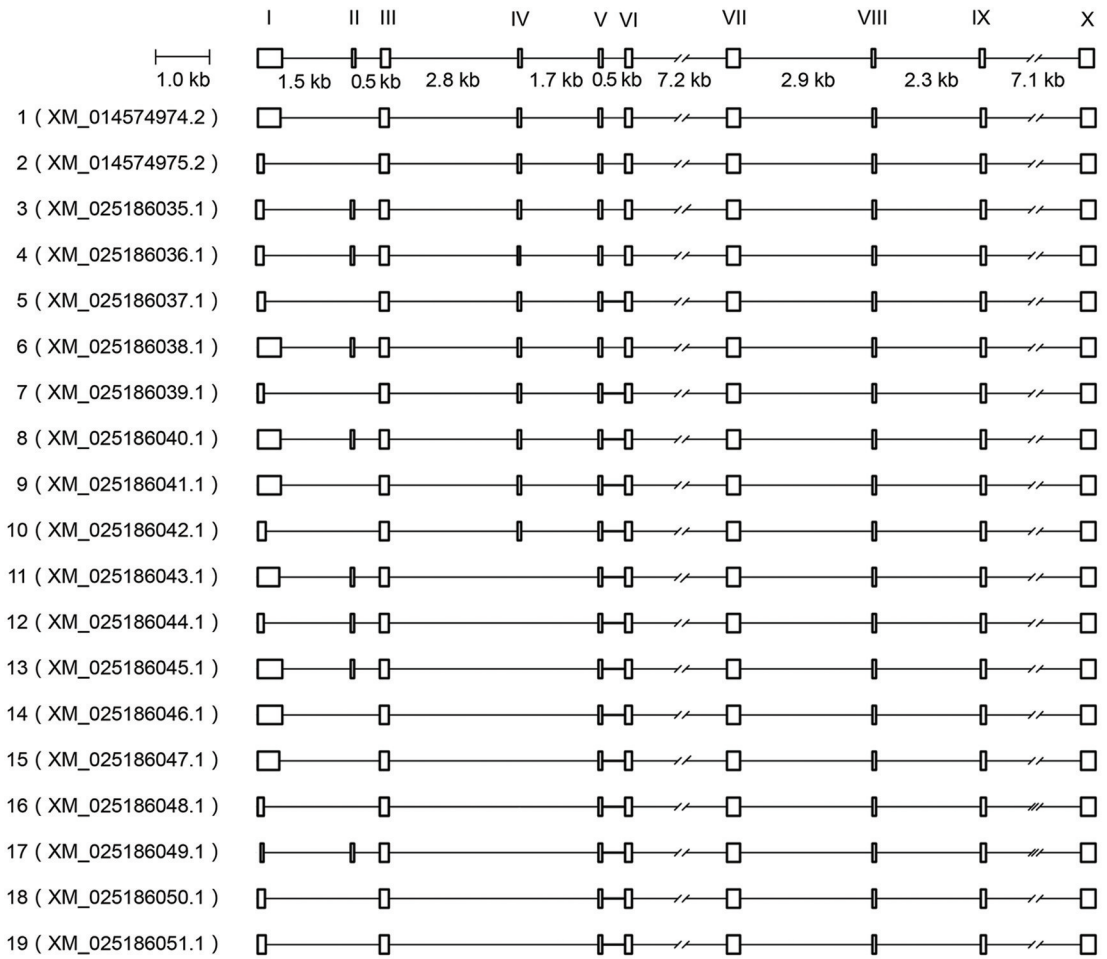 I II III IV V VI VII VIII IX X
1.0 kb 1.5 kb 0.5 kb 2.8 kb 1.7 kb 0.5 kb 7.2 kb 2.9 kb 2.3 kb 7.1 kb
1 ( XM_014574974.2 )
2 ( XM_014574975.2 )
3 ( XM_025186035.1 )
4 ( XM_025186036.1 )
5 ( XM_025186037.1 )
6 ( XM_025186038.1 )
7 ( XM_025186039.1 )
8 ( XM_025186040.1 )
9 ( XM_025186041.1 )
10 ( XM_025186042.1 )
11 ( XM_025186043.1 )
12 ( XM_025186044.1 )
13 ( XM_025186045.1 )
14 ( XM_025186046.1 )
15 ( XM_025186047.1 )
16 ( XM_025186048.1 )
17 ( XM_025186049.1 )
18 ( XM_025186050.1 )
19 ( XM_025186051.1 )